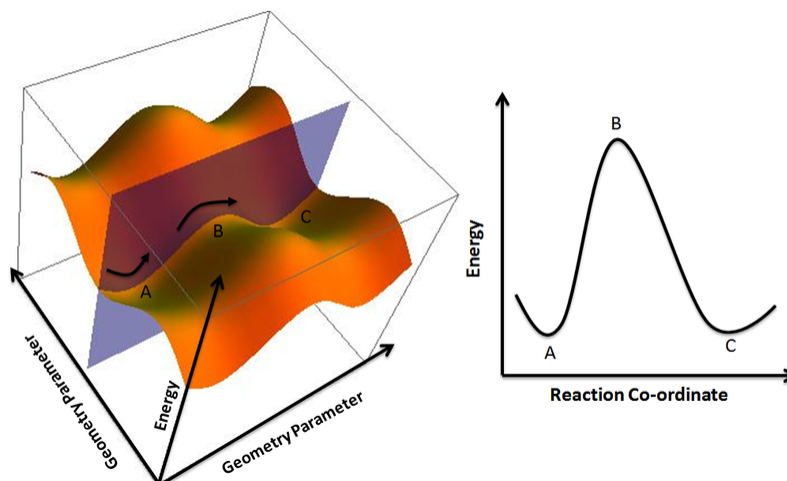 A
B
C
Geometry Parameter
Energy
Geometry Parameter
B
Energy
A
C
Reaction Co-ordinate